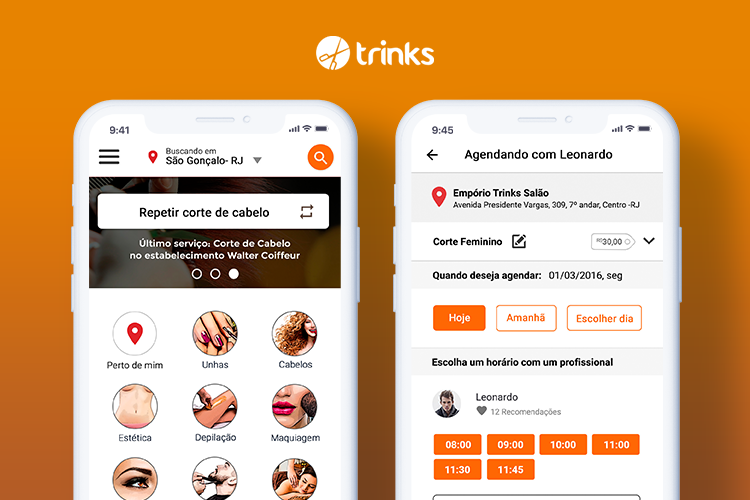 trinks
9:41
Buscando em
São Gonçalo- RJ
Repetir corte de cabelo
Último serviço: Corte de Cabelo
no estabelecimento Walter Coiffeur
Perto de mim
Unhas
Cabelos
Estética
Depilação
Maquiagem
9:45
Agendando com Leonardo
Empório Trinks Salão
Avenida Presidente Vargas, 309, 7º andar, Centro -RJ
Corte Feminino
R$30,00
Quando deseja agendar: 01/03/2016, seg
Hoje
Amanhã
Escolher dia
Escolha um horário com um profissional
Leonardo
12 Recomendações
08:00 09:00 10:00 11:00
11:30 11:45